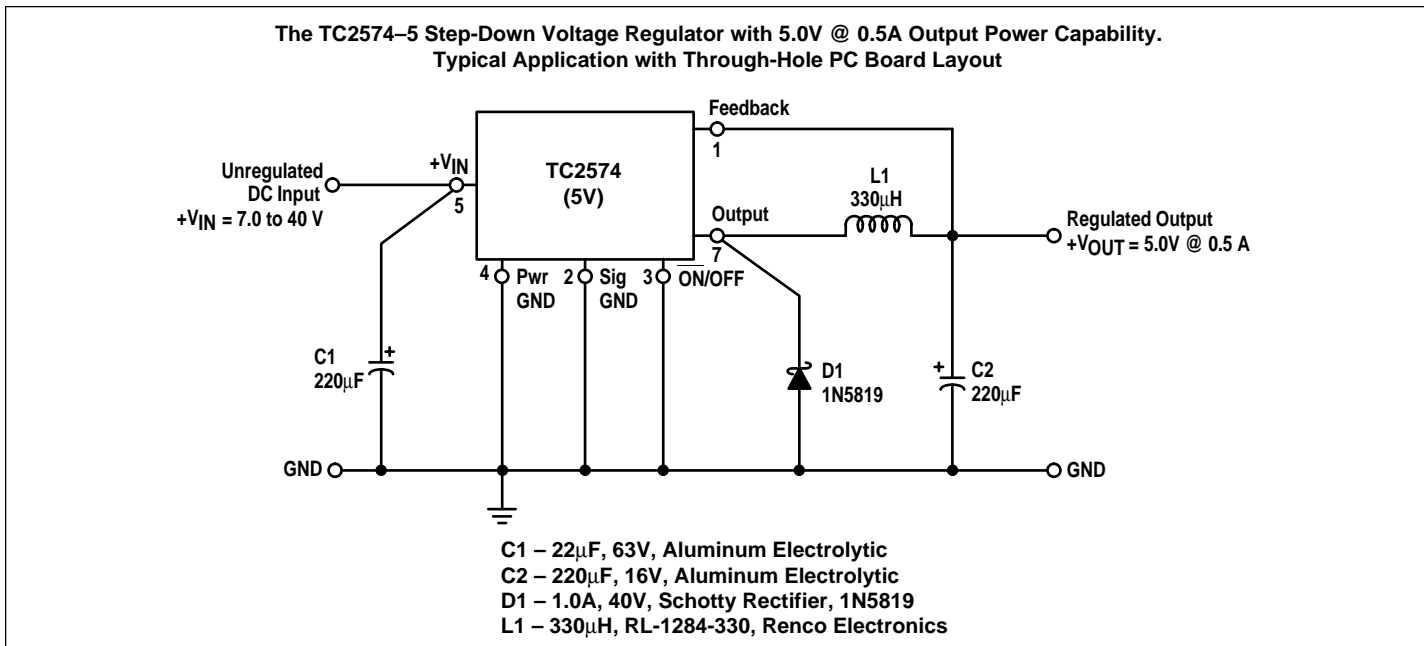 The TC2574–5 Step-Down Voltage Regulator with 5.0V @ 0.5A Output Power Capability.
Typical Application with Through-Hole PC Board Layout
Feedback
1
Unregulated
DC Input
+VIN = 7.0 to 40 V
+VIN
5
TC2574
(5V)
L1
330μH
Output
7
Regulated Output
+VOUT = 5.0V @ 0.5 A
4 Pwr
GND
2 Sig
GND
3 ON/OFF
C1
220μF
+
D1
1N5819
+
C2
220μF
GND
GND
C1 – 22μF, 63V, Aluminum Electrolytic
C2 – 220μF, 16V, Aluminum Electrolytic
D1 – 1.0A, 40V, Schotty Rectifier, 1N5819
L1 – 330μH, RL-1284-330, Renco Electronics